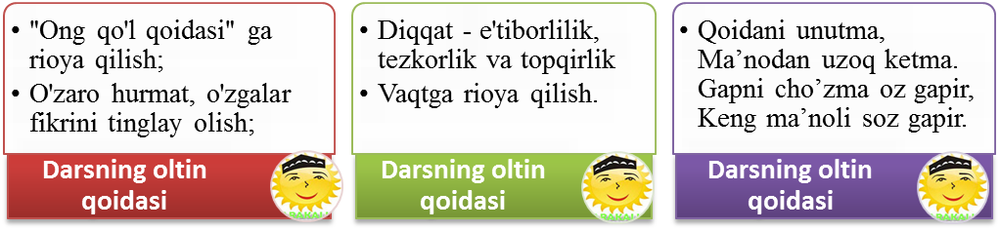 • "Ong qo'l qoidasi" ga
rioya qilish;
• O'zaro hurmat, o'zgalar
fikrini tinglay olish;
Darsning oltin
qoidasi
• Diqqat - e'tiborlilik,
tezkorlik va topqirlik
• Vaqtga rioya qilish.
Darsning oltin
qoidasi
• Qoidani unutma,
Ma’nodan uzoq ketma.
Gapni cho’zma oz gapir,
Keng ma’noli soz gapir.
Darsning oltin
qoidasi